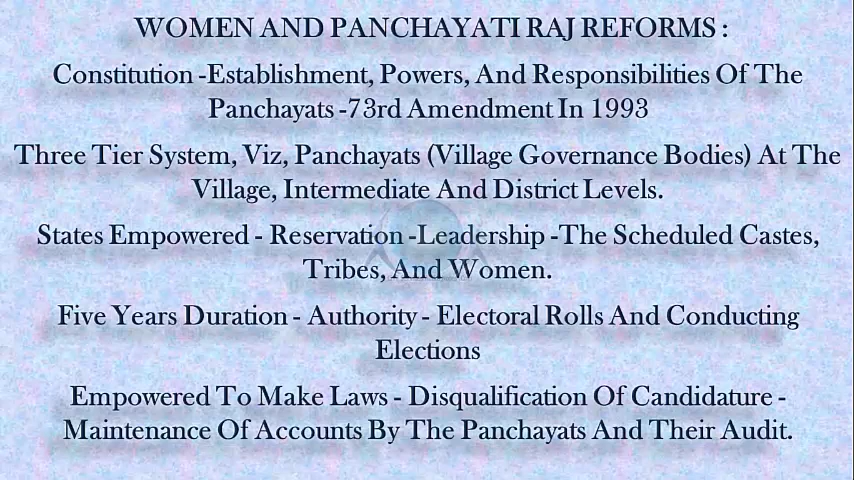 WOMEN AND PANCHAYATI RAJ REFORMS :
Constitution -Establishment, Powers, And Responsibilities Of The
Panchayats -73rd Amendment In 1993
Three Tier System, Viz, Panchayats (Village Governance Bodies) At The
Village, Intermediate And District Levels.
States Empowered - Reservation -Leadership -The Scheduled Castes,
Tribes, And Women.
Five Years Duration - Authority - Electoral Rolls And Conducting
Elections
Empowered To Make Laws - Disqualification Of Candidature -
Maintenance Of Accounts By The Panchayats And Their Audit.